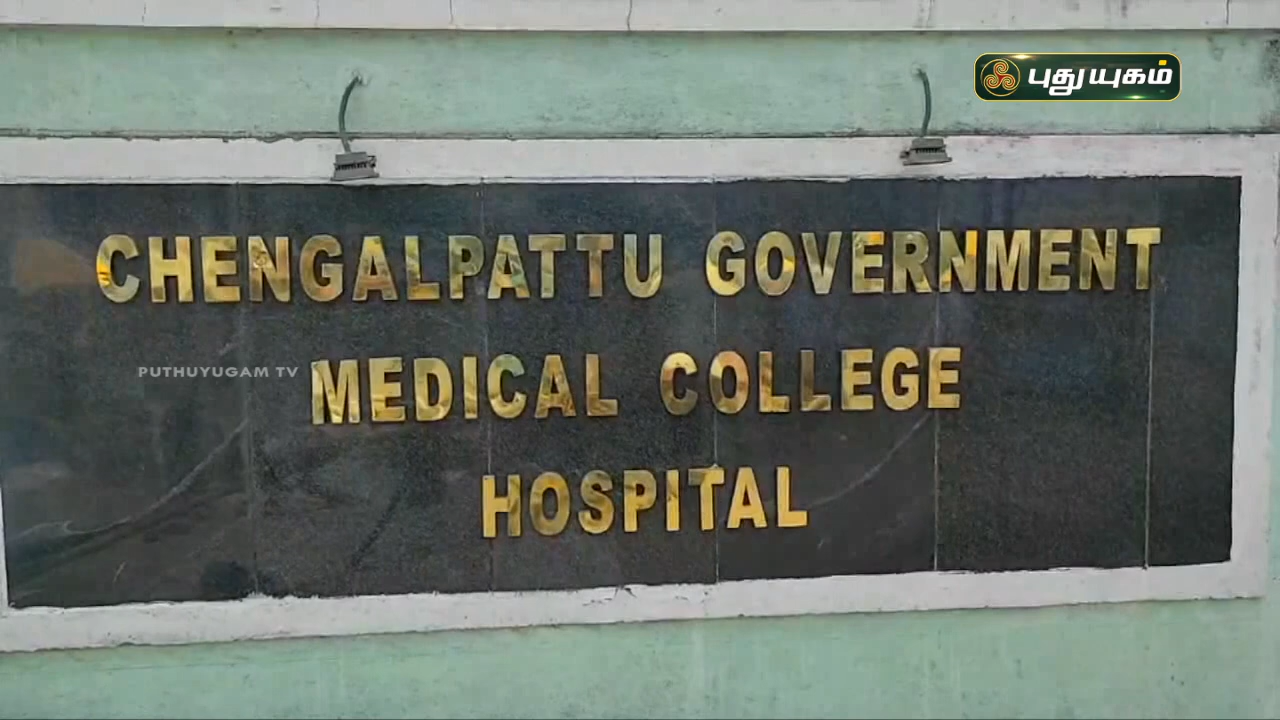 புதுயுகம்
CHENGALPATTU GOVERNMENT
MEDICAL COLLEGE
HOSPITAL
PUTHUYUGAM TV